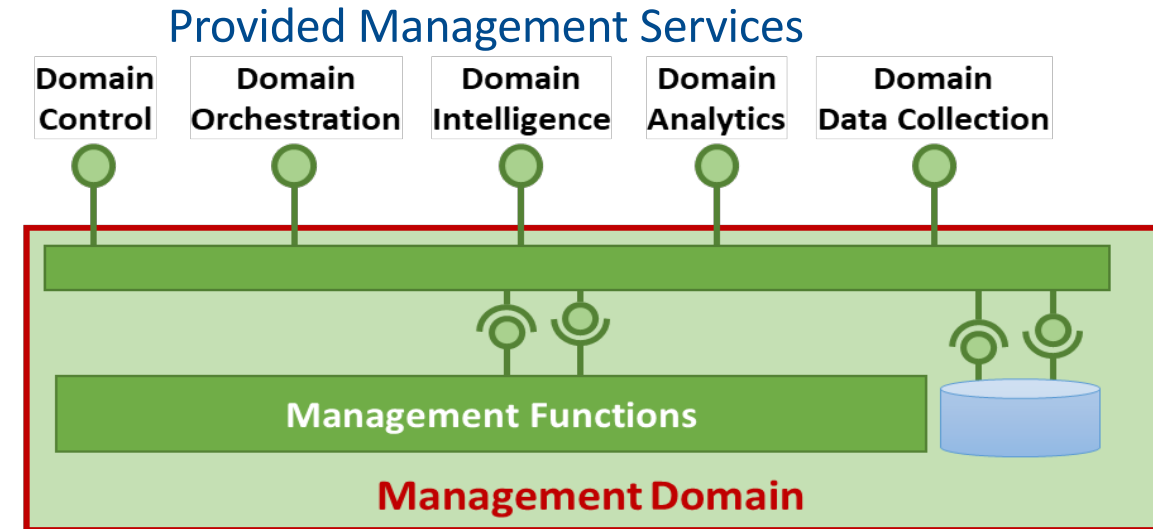 Provided Management Services
Domain
Control
Domain
Orchestration
Domain
Intelligence
Domain
Analytics
Domain
Data Collection
Management Functions
Management Domain